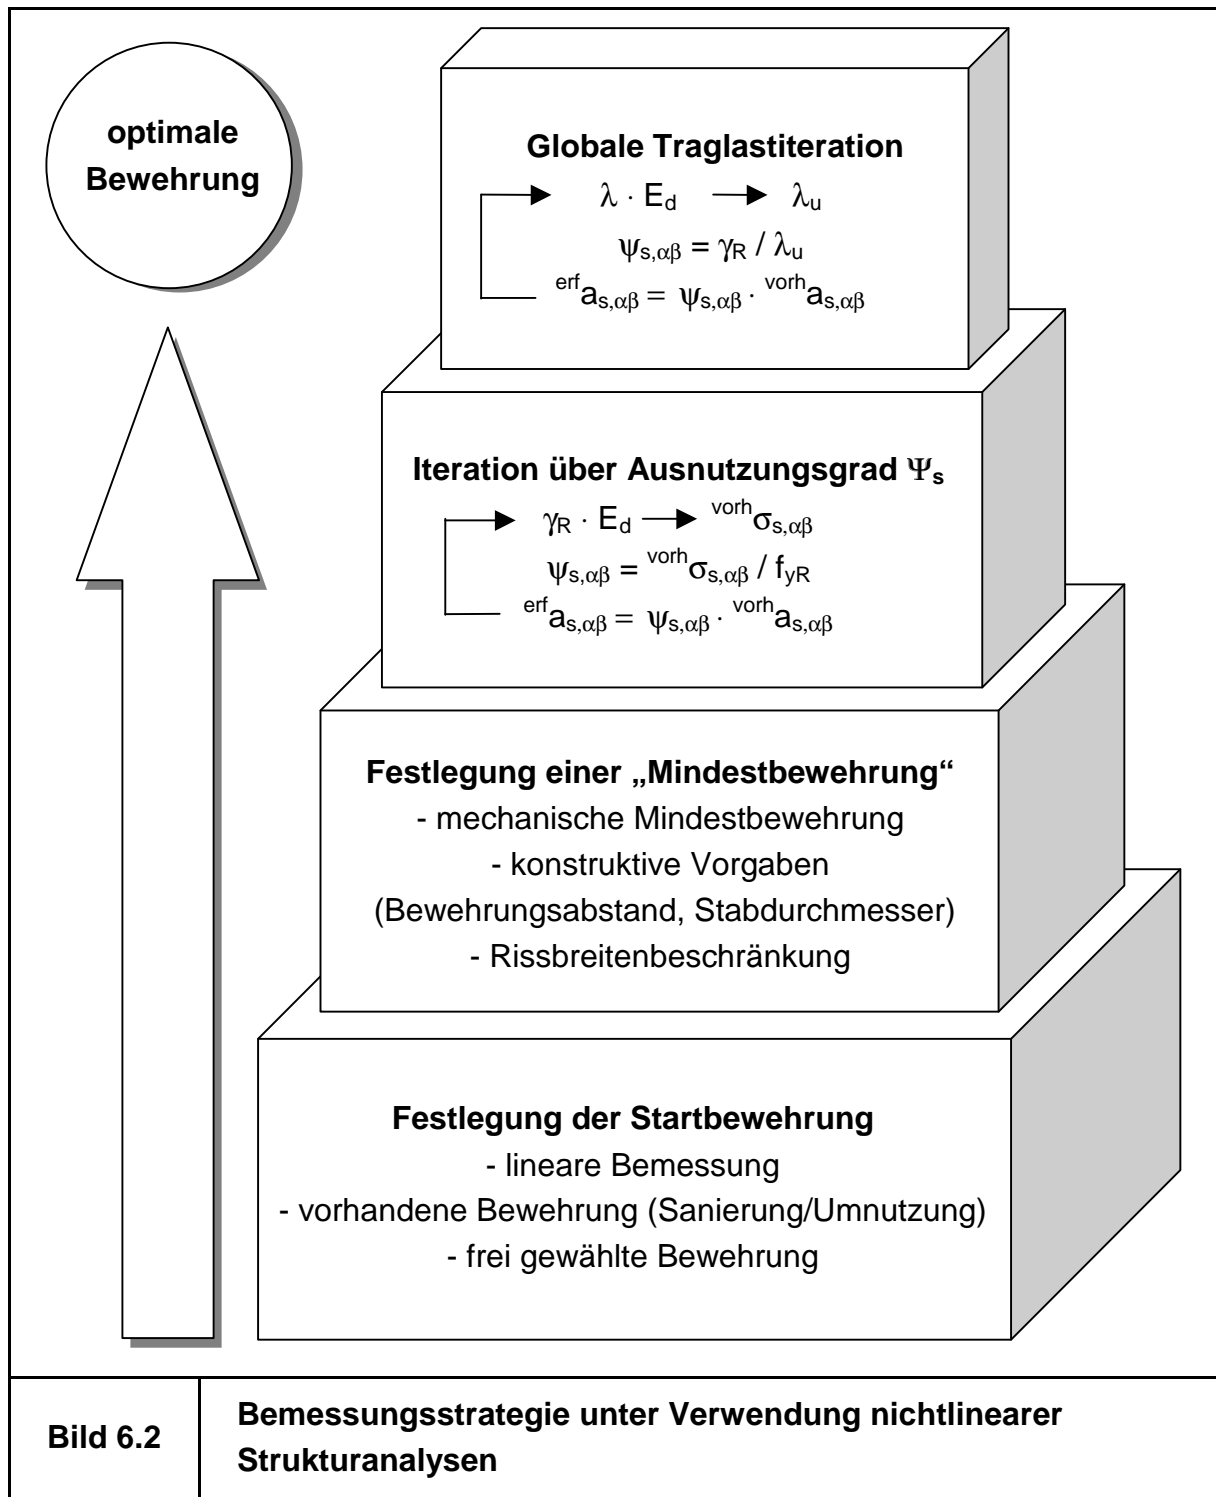 optimale
Bewehrung
Globale Traglastiteration
λ · E_d → λ_u
ψ_s,αβ = γ_R / λ_u
^erf a_s,αβ = ψ_s,αβ · ^vorh a_s,αβ
Iteration über Ausnutzungsgrad Ψ_s
γ_R · E_d → ^vorh σ_s,αβ
ψ_s,αβ = ^vorh σ_s,αβ / f_yR
^erf a_s,αβ = ψ_s,αβ · ^vorh a_s,αβ
Festlegung einer „Mindestbewehrung“
- mechanische Mindestbewehrung
- konstruktive Vorgaben
(Bewehrungsabstand, Stabdurchmesser)
- Rissbreitenbeschränkung
Festlegung der Startbewehrung
- lineare Bemessung
- vorhandene Bewehrung (Sanierung/Umnutzung)
- frei gewählte Bewehrung
Bild 6.2
Bemessungsstrategie unter Verwendung nichtlinearer
Strukturanalysen